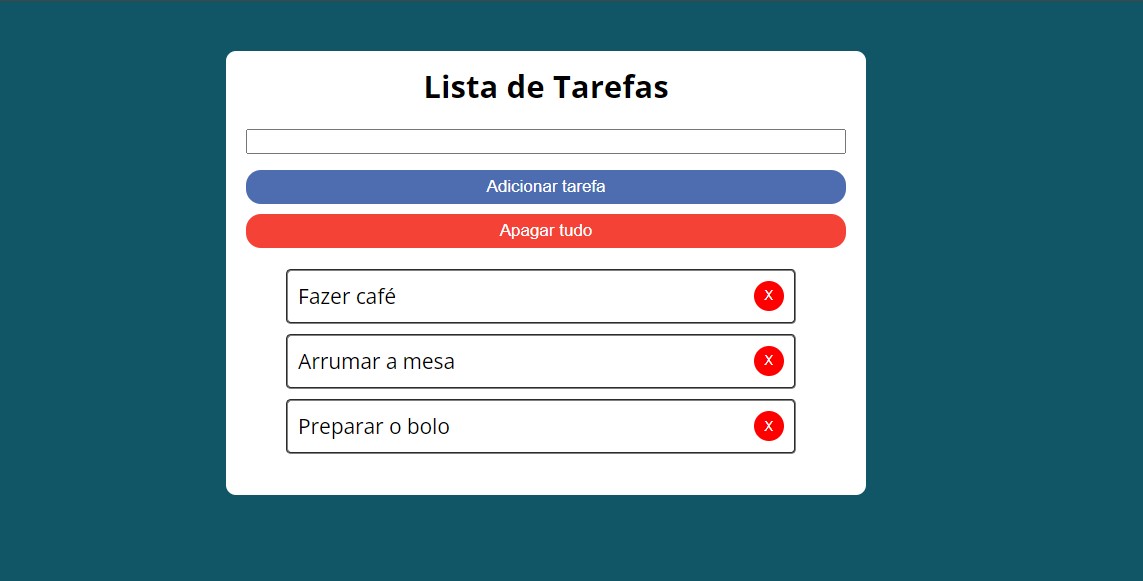 Lista de Tarefas
Adicionar tarefa
Apagar tudo
Fazer café X
Arrumar a mesa X
Preparar o bolo X